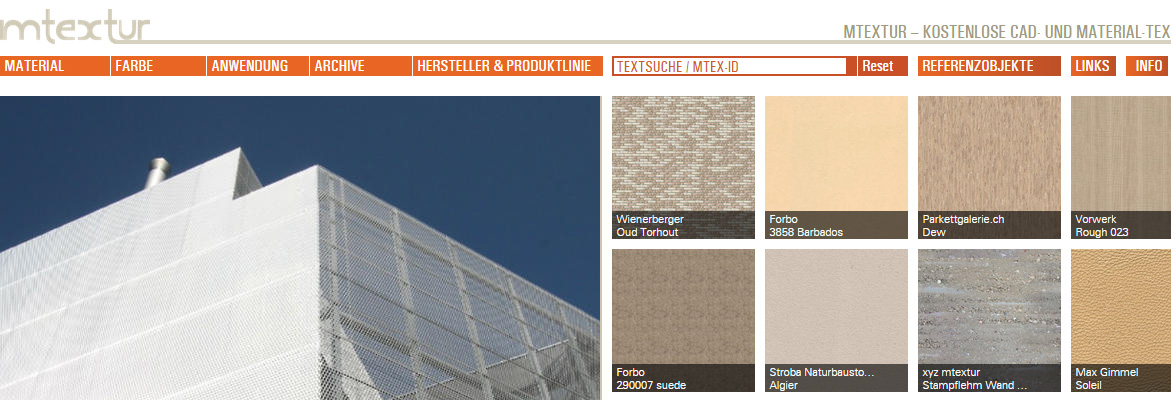 mtextur
MTEXTUR – KOSTENLOSE CAD- UND MATERIAL-TEX
MATERIAL
FARBE
ANWENDUNG
ARCHIVE
HERSTELLER & PRODUKTLINIE
TEXTSUCHE / MTEX-ID
Reset
REFERENZOBJEKTE
LINKS
INFO
Wienerberger
Oud Torhout
Forbo
3858 Barbados
Parkettgalerie.ch
Dew
Vorwerk
Rough 023
Forbo
290007 suede
Stroba Naturbausto...
Algier
xyz mtextur
Stampflehm Wand ...
Max Gimmel
Soleil